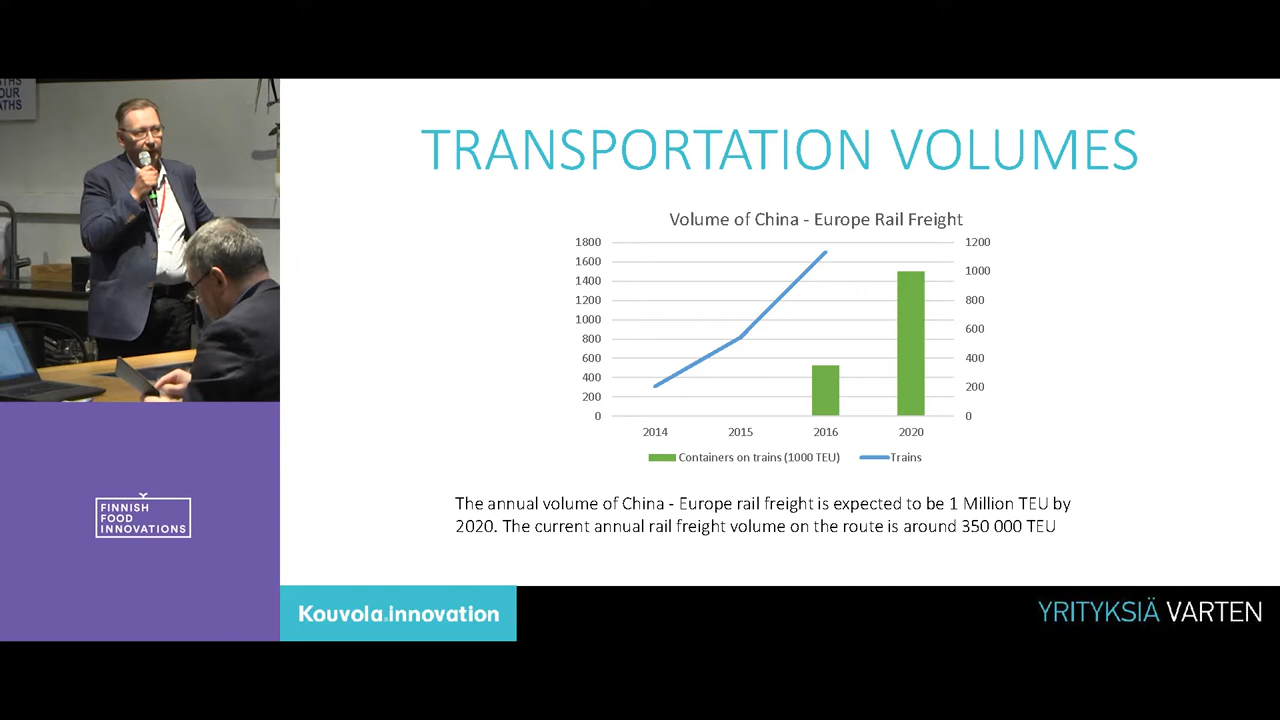 OUR
TRANSPORTATION VOLUMES
Volume of China - Europe Rail Freight
1800
1600
1400
1200
1000
800
600
400
200
0
1200
1000
800
600
400
200
0
2014 2015 2016 2020
Containers on trains (1000 TEU) Trains
The annual volume of China - Europe rail freight is expected to be 1 Million TEU by
2020. The current annual rail freight volume on the route is around 350 000 TEU
FINNISH
FOOD
INNOVATIONS
Kouvola.innovation
YRITYKSIÄ VARTEN